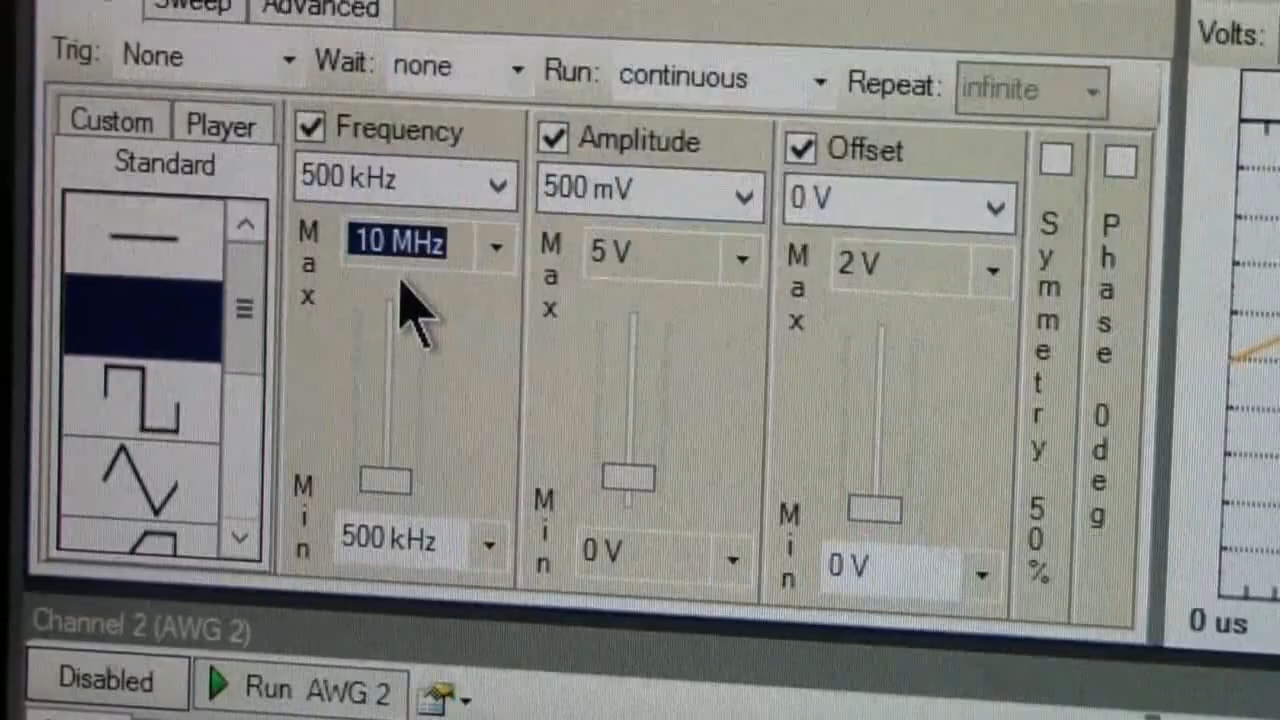 Sweep Advanced
Volts:
Trig: None Wait: none Run: continuous Repeat: infinite
Custom Player
Standard
Frequency
500 kHz
Max
10 MHz
Min
500 kHz
Amplitude
500 mV
Max
5 V
Min
0 V
Offset
0 V
Max
2 V
Min
0 V
Symmetry 50%
Phase 0deg
0 us
Channel 2 (AWG 2)
Disabled Run AWG 2